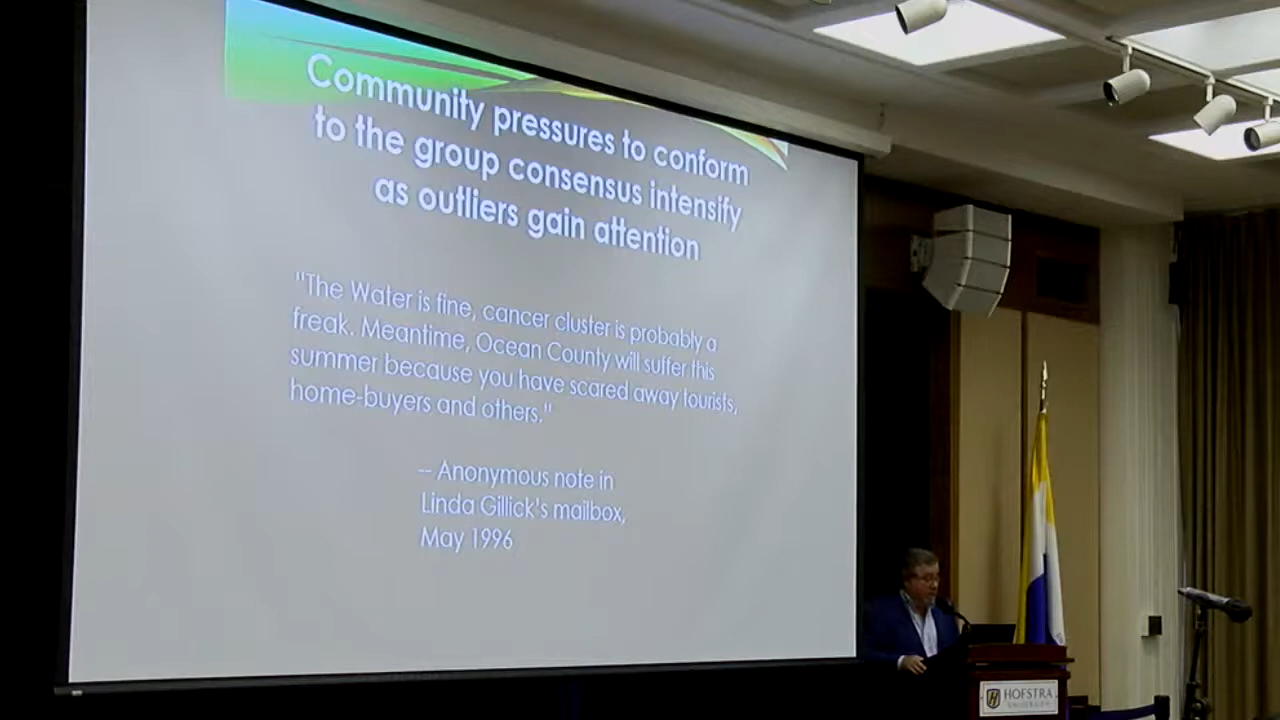 Community pressures to conform
to the group consensus intensify
as outliers gain attention
"The Water is fine, cancer cluster is probably a
freak. Meantime, Ocean County will suffer this
summer because you have scared away tourists,
home-buyers and others."
-- Anonymous note in
Linda Gillick's mailbox,
May 1996
HOFSTRA
UNIVERSITY